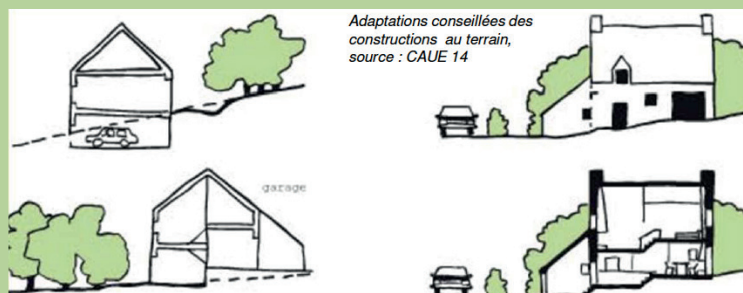 Adaptations conseillées des
constructions au terrain,
source : CAUE 14
garage